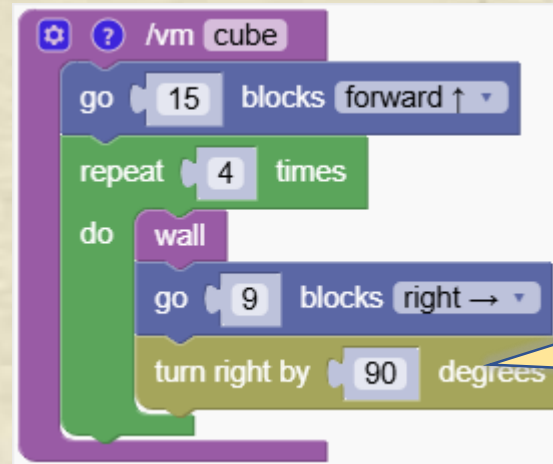 ? /vm cube
go 15 blocks forward ↑
repeat 4 times
do wall
go 9 blocks right →
turn right by 90 degrees